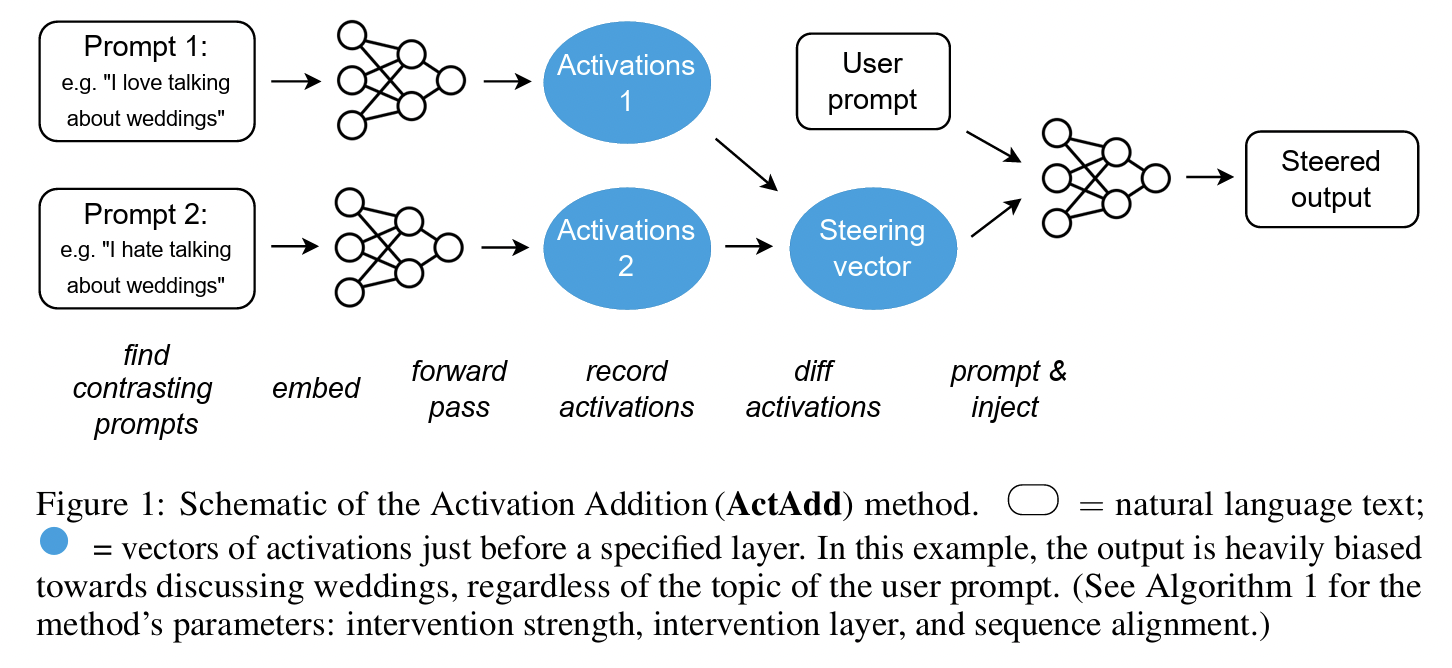 Prompt 1:
e.g. "I love talking
about weddings"
Activations
1
User
prompt
Prompt 2:
e.g. "I hate talking
about weddings"
Activations
2
Steering
vector
Steered
output
find
contrasting
prompts
embed
forward
pass
record
activations
diff
activations
prompt &
inject
Figure 1: Schematic of the Activation Addition (ActAdd) method. = natural language text;
= vectors of activations just before a specified layer. In this example, the output is heavily biased
towards discussing weddings, regardless of the topic of the user prompt. (See Algorithm 1 for the
method's parameters: intervention strength, intervention layer, and sequence alignment.)